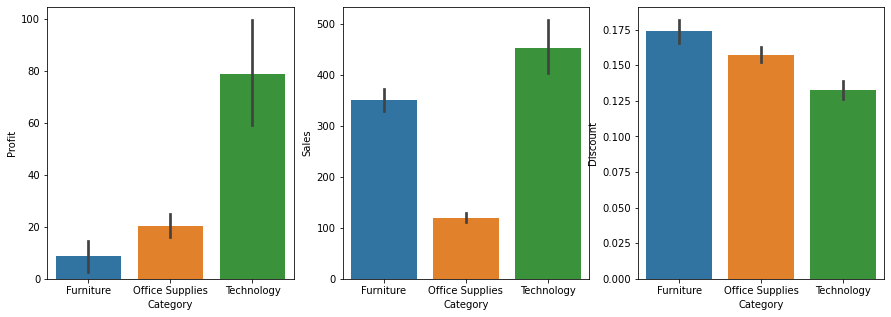 Profit
100
80
60
40
20
0
Furniture
Office Supplies
Technology
Category
Sales
500
400
300
200
100
0
Furniture
Office Supplies
Technology
Category
Discount
0.175
0.150
0.125
0.100
0.075
0.050
0.025
0.000
Furniture
Office Supplies
Technology
Category